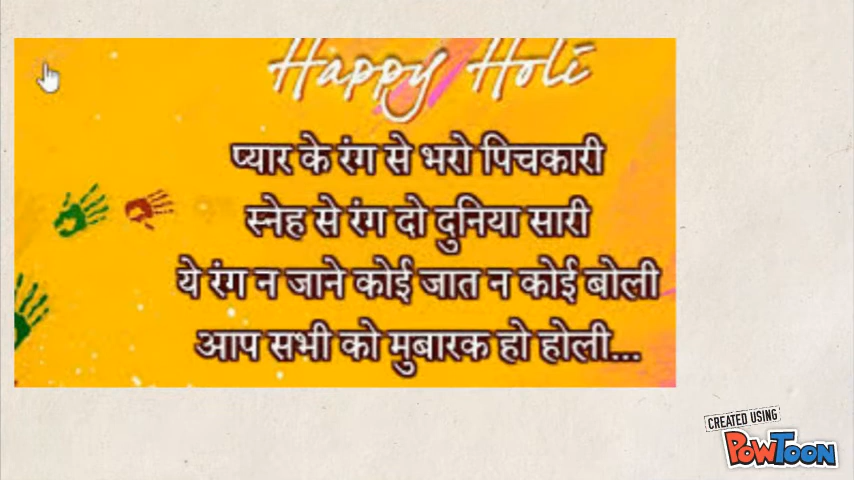 Happy Holi
प्यार के रंग से भरो पिचकारी
स्नेह से रंग दो दुनिया सारी
ये रंग न जाने कोई जात न कोई बोली
आप सभी को मुबारक हो होली...
CREATED USING
POWTOON